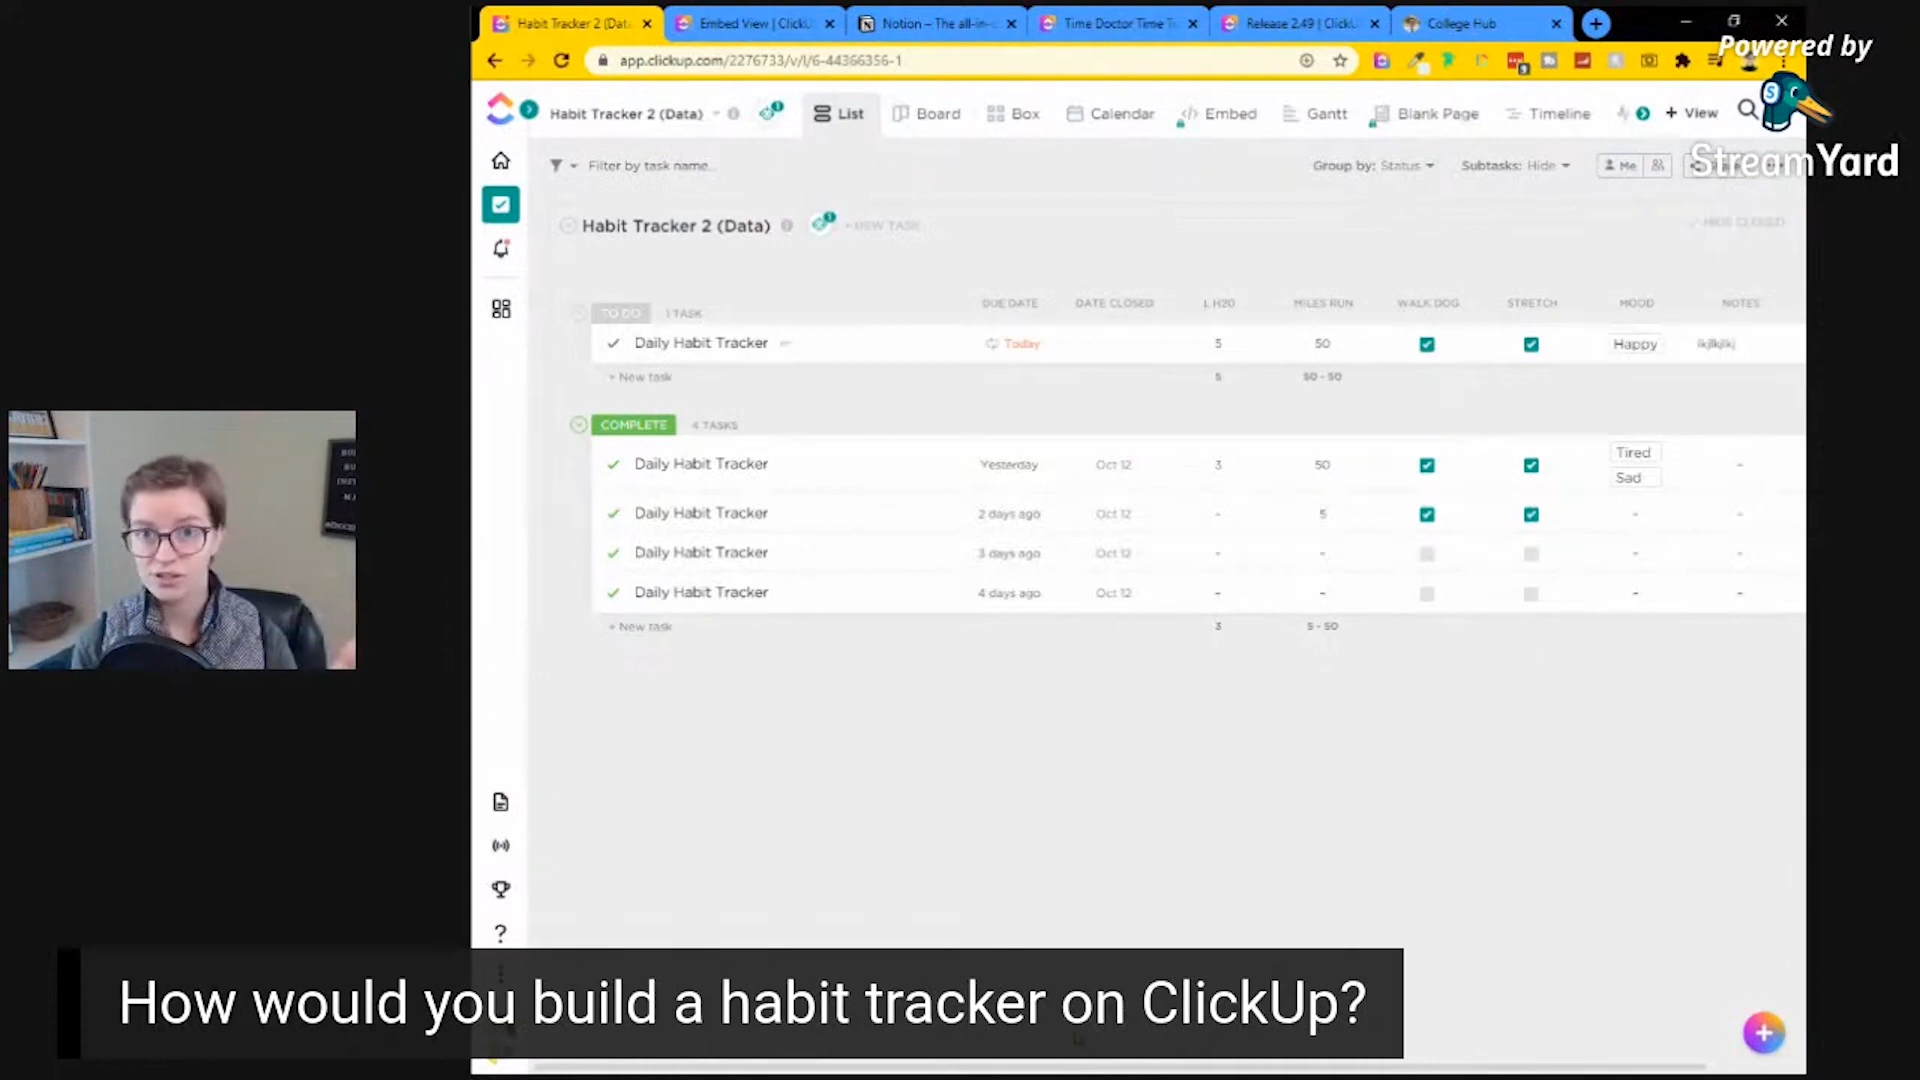 Habit Tracker 2 (Dat
Embed View | ClickU
Notion – The all-in-o
Time Doctor Time T
Release 2.49 | ClickU
College Hub
app.clickup.com/2276733/v/l/6-44366356-1
Powered by
StreamYard
Habit Tracker 2 (Data)
List
Board
Box
Calendar
Embed
Gantt
Blank Page
Timeline
+ View
Filter by task name...
Group by: Status
Subtasks: Hide
Me
Habit Tracker 2 (Data)
+ NEW TASK
HIDE CLOSED
TO DO
1 TASK
DUE DATE
DATE CLOSED
L H20
MILES RUN
WALK DOG
STRETCH
MOOD
NOTES
Daily Habit Tracker
Today
5
50
Happy
+ New task
5
50 - 50
COMPLETE
4 TASKS
Daily Habit Tracker
Yesterday
Oct 12
3
50
Tired
Sad
-
Daily Habit Tracker
2 days ago
Oct 12
-
5
-
-
Daily Habit Tracker
3 days ago
Oct 12
-
-
-
-
Daily Habit Tracker
4 days ago
Oct 12
-
-
-
-
+ New task
3
5 - 50
How would you build a habit tracker on ClickUp?